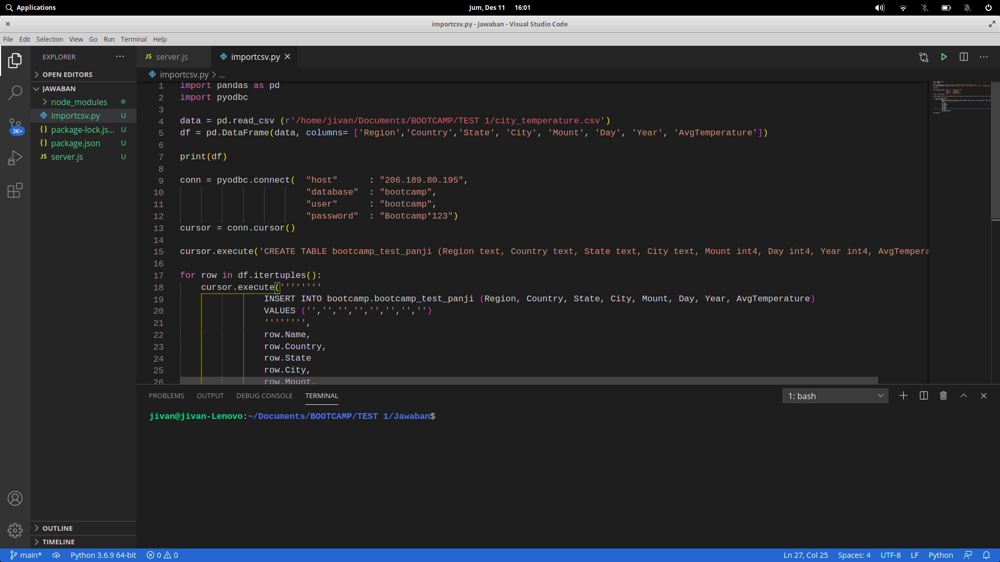 Applications
Jum, Des 11 16:01
importcsv.py - Jawaban - Visual Studio Code
File Edit Selection View Go Run Terminal Help
EXPLORER
OPEN EDITORS
JAWABAN
node_modules
importcsv.py U
package-lock.js... U
package.json U
server.js U
3K+
OUTLINE
TIMELINE
JS server.js
importcsv.py
importcsv.py > ...
1 import pandas as pd
2 import pyodbc
3
4 data = pd.read_csv (r'/home/jivan/Documents/BOOTCAMP/TEST 1/city_temperature.csv')
5 df = pd.DataFrame(data, columns= ['Region','Country','State', 'City', 'Mount', 'Day', 'Year', 'AvgTemperature'])
6
7 print(df)
8
9 conn = pyodbc.connect(  "host"      : "206.189.80.195",
10 "database"  : "bootcamp",
11 "user"      : "bootcamp",
12 "password"  : "Bootcamp*123")
13 cursor = conn.cursor()
14
15 cursor.execute('CREATE TABLE bootcamp_test_panji (Region text, Country text, State text, City text, Mount int4, Day int4, Year int4, AvgTempera
16
17 for row in df.itertuples():
18 cursor.execute(''''''''
19 INSERT INTO bootcamp.bootcamp_test_panji (Region, Country, State, City, Mount, Day, Year, AvgTemperature)
20 VALUES ('','','','','','','','')
21 '''''''',
22 row.Name,
23 row.Country,
24 row.State
25 row.City,
26 row.Mount,
PROBLEMS OUTPUT DEBUG CONSOLE TERMINAL
1: bash
jivan@jivan-Lenovo:~/Documents/BOOTCAMP/TEST 1/Jawaban$
main* Python 3.6.9 64-bit 0 0
Ln 27, Col 25 Spaces: 4 UTF-8 LF Python